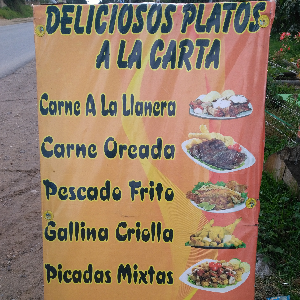 DELICIOSOS PLATOS
A LA CARTA
Carne A La Llanera
Carne Oreada
Pescado Frito
Gallina Criolla
Picadas Mixtas